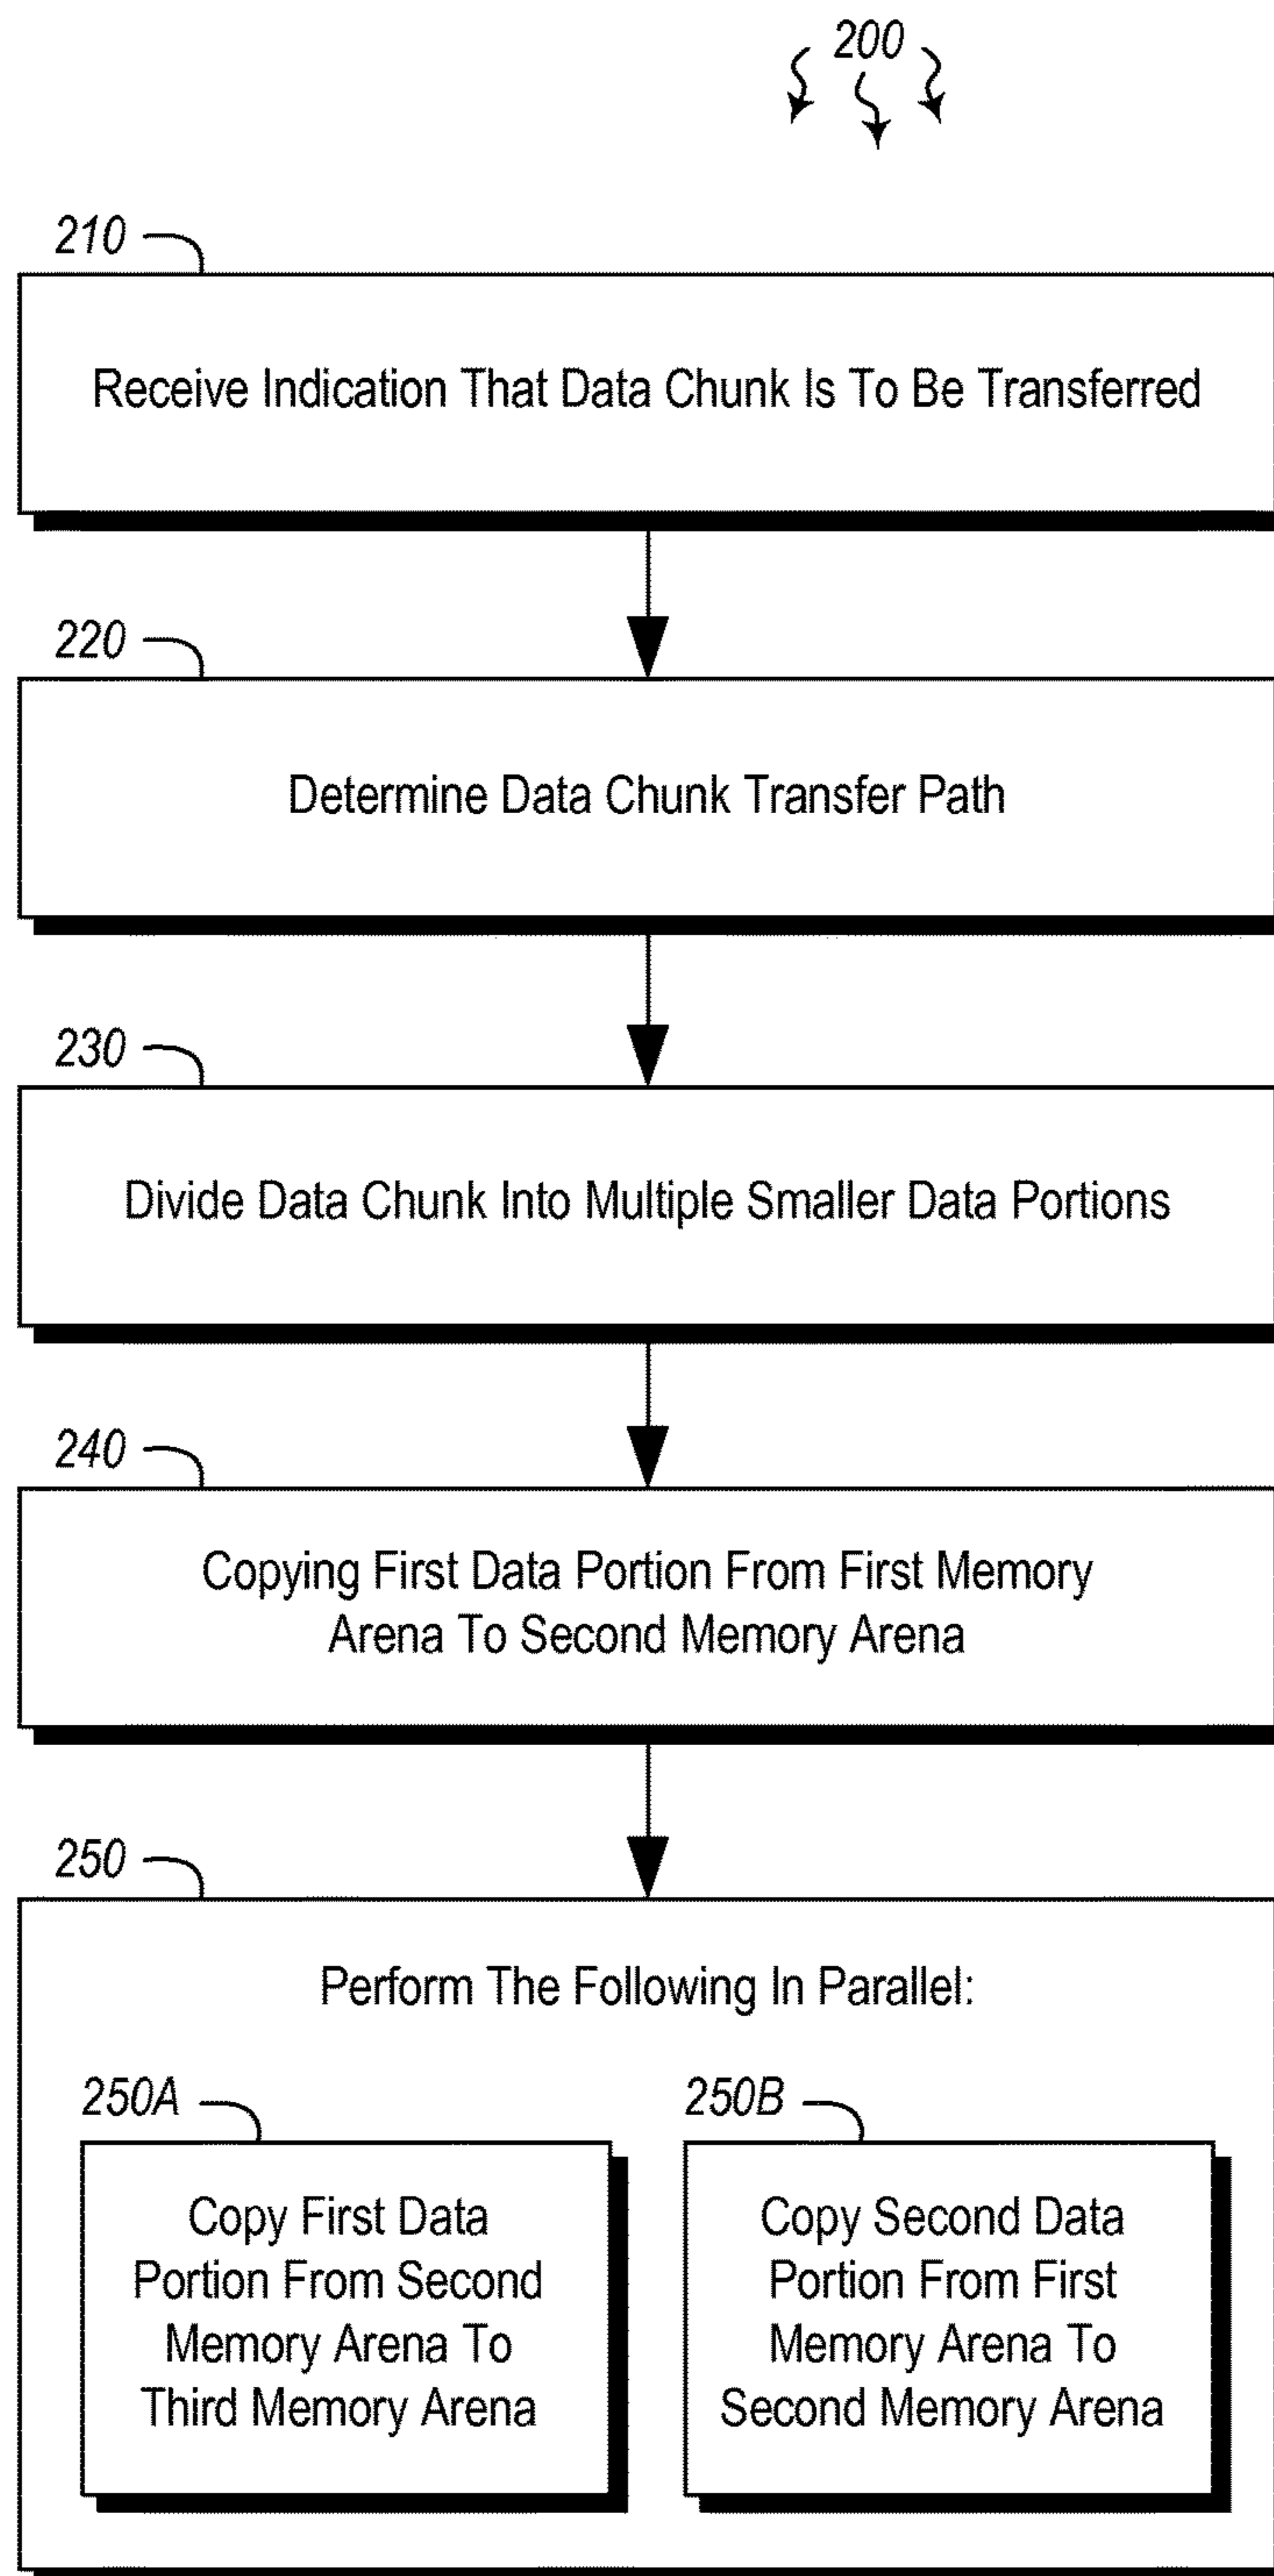 200
210
Receive Indication That Data Chunk Is To Be Transferred
220
Determine Data Chunk Transfer Path
230
Divide Data Chunk Into Multiple Smaller Data Portions
240
Copying First Data Portion From First Memory
Arena To Second Memory Arena
250
Perform The Following In Parallel:
250A
Copy First Data
Portion From Second
Memory Arena To
Third Memory Arena
250B
Copy Second Data
Portion From First
Memory Arena To
Second Memory Arena